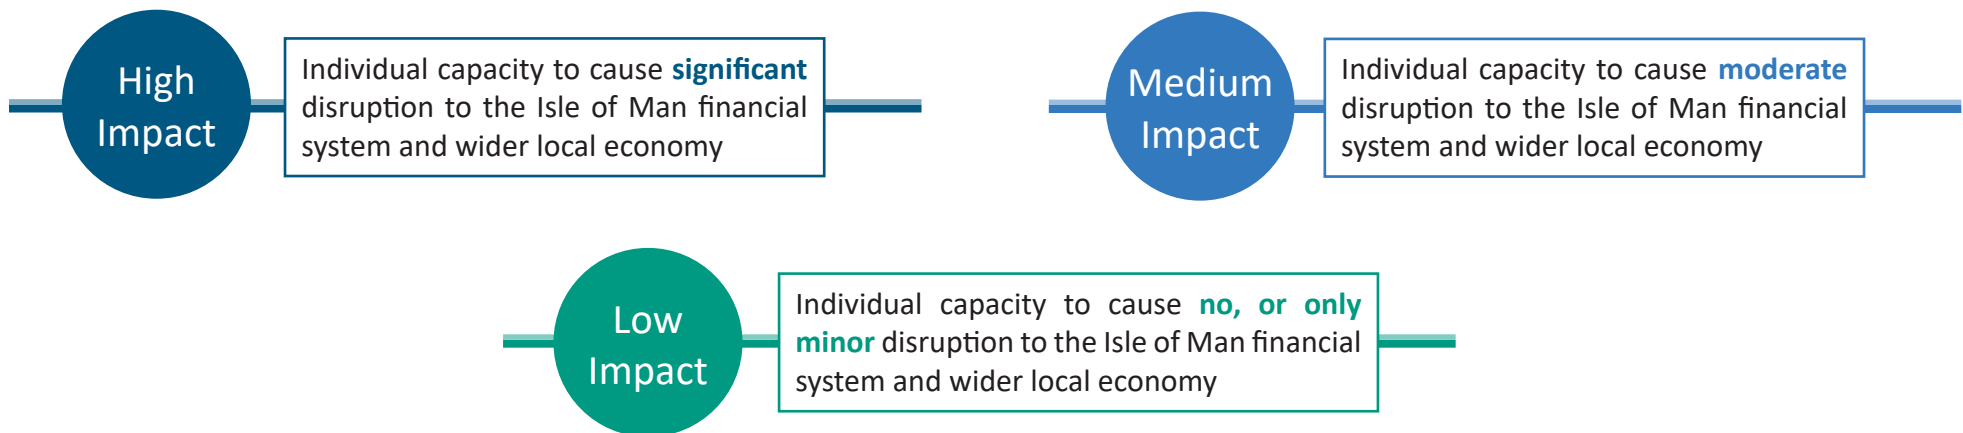 High
Impact
Individual capacity to cause significant
disruption to the Isle of Man financial
system and wider local economy
Medium
Impact
Individual capacity to cause moderate
disruption to the Isle of Man financial
system and wider local economy
Low
Impact
Individual capacity to cause no, or only
minor disruption to the Isle of Man financial
system and wider local economy